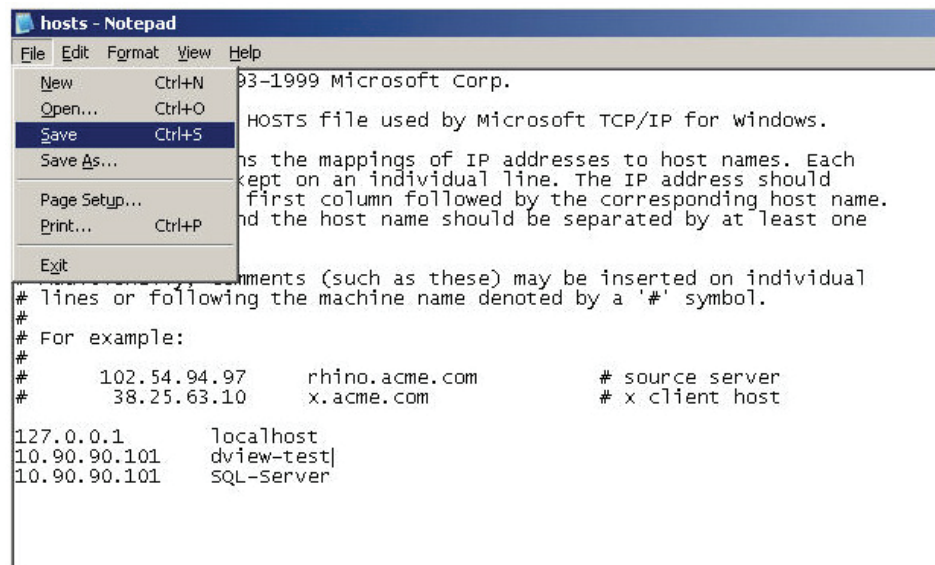 hosts - Notepad
File Edit Format View Help
New Ctrl+N
Open... Ctrl+O
Save Ctrl+S
Save As...
Page Setup...
Print... Ctrl+P
Exit
93-1999 Microsoft Corp.
HOSTS file used by Microsoft TCP/IP for Windows.
ns the mappings of IP addresses to host names. Each
kept on an individual line. The IP address should
first column followed by the corresponding host name.
nd the host name should be separated by at least one
comments (such as these) may be inserted on individual
# lines or following the machine name denoted by a '#' symbol.
#
# For example:
#
# 102.54.94.97 rhino.acme.com # source server
# 38.25.63.10 x.acme.com # x client host
127.0.0.1 localhost
10.90.90.101 dview-test
10.90.90.101 SQL-Server